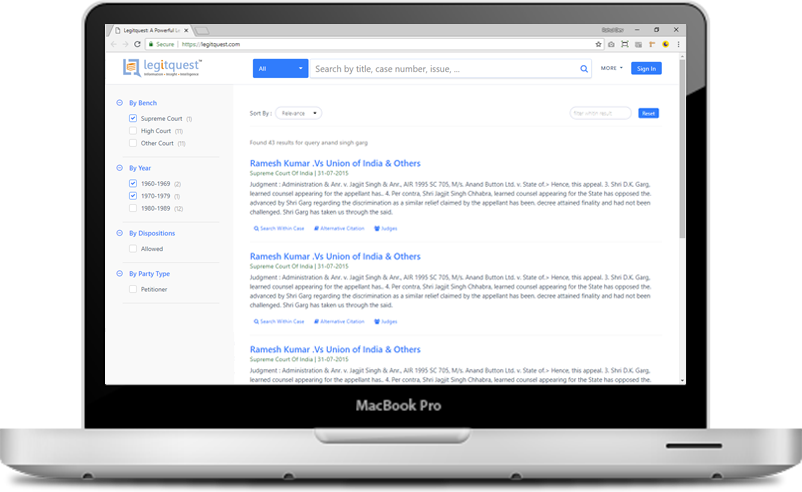 Legitquest: A Powerful Le
Secure | https://legitquest.com
legitquest™
Information • Insight • Intelligence
All
Search by title, case number, issue, ...
MORE
Sign In
By Bench
Supreme Court (1)
High Court (11)
Other Court (11)
By Year
1960-1969 (2)
1970-1979 (1)
1980-1989 (12)
By Dispositions
Allowed
By Party Type
Petitioner
Sort By : Relevance
filter within result
Reset
Found 43 results for query anand singh garg
Ramesh Kumar .Vs Union of India & Others
Supreme Court Of India | 31-07-2015
Judgment : Administration & Anr. v. Jagjit Singh & Anr., AIR 1995 SC 705, M/s. Anand Button Ltd. v. State of.> Hence, this appeal. 3. Shri D.K. Garg,
learned counsel appearing for the appellant has.. 4. Per contra, Shri Jagjit Singh Chhabra, learned counsel appearing for the State has opposed the.
advanced by Shri Garg regarding the discrimination as a similar relief claimed by the appellant has been. decree attained finality and had not been
challenged. Shri Garg has taken us through the said.
Search Within Case Alternative Citation Judges
Ramesh Kumar .Vs Union of India & Others
Supreme Court Of India | 31-07-2015
Judgment : Administration & Anr. v. Jagjit Singh & Anr., AIR 1995 SC 705, M/s. Anand Button Ltd. v. State of.> Hence, this appeal. 3. Shri D.K. Garg,
learned counsel appearing for the appellant has.. 4. Per contra, Shri Jagjit Singh Chhabra, learned counsel appearing for the State has opposed the.
advanced by Shri Garg regarding the discrimination as a similar relief claimed by the appellant has been. decree attained finality and had not been
challenged. Shri Garg has taken us through the said.
Search Within Case Alternative Citation Judges
Ramesh Kumar .Vs Union of India & Others
Supreme Court Of India | 31-07-2015
Judgment : Administration & Anr. v. Jagjit Singh & Anr., AIR 1995 SC 705, M/s. Anand Button Ltd. v. State of.> Hence, this appeal. 3. Shri D.K. Garg,
learned counsel appearing for the appellant has.. 4. Per contra, Shri Jagjit Singh Chhabra, learned counsel appearing for the State has opposed the.
MacBook Pro